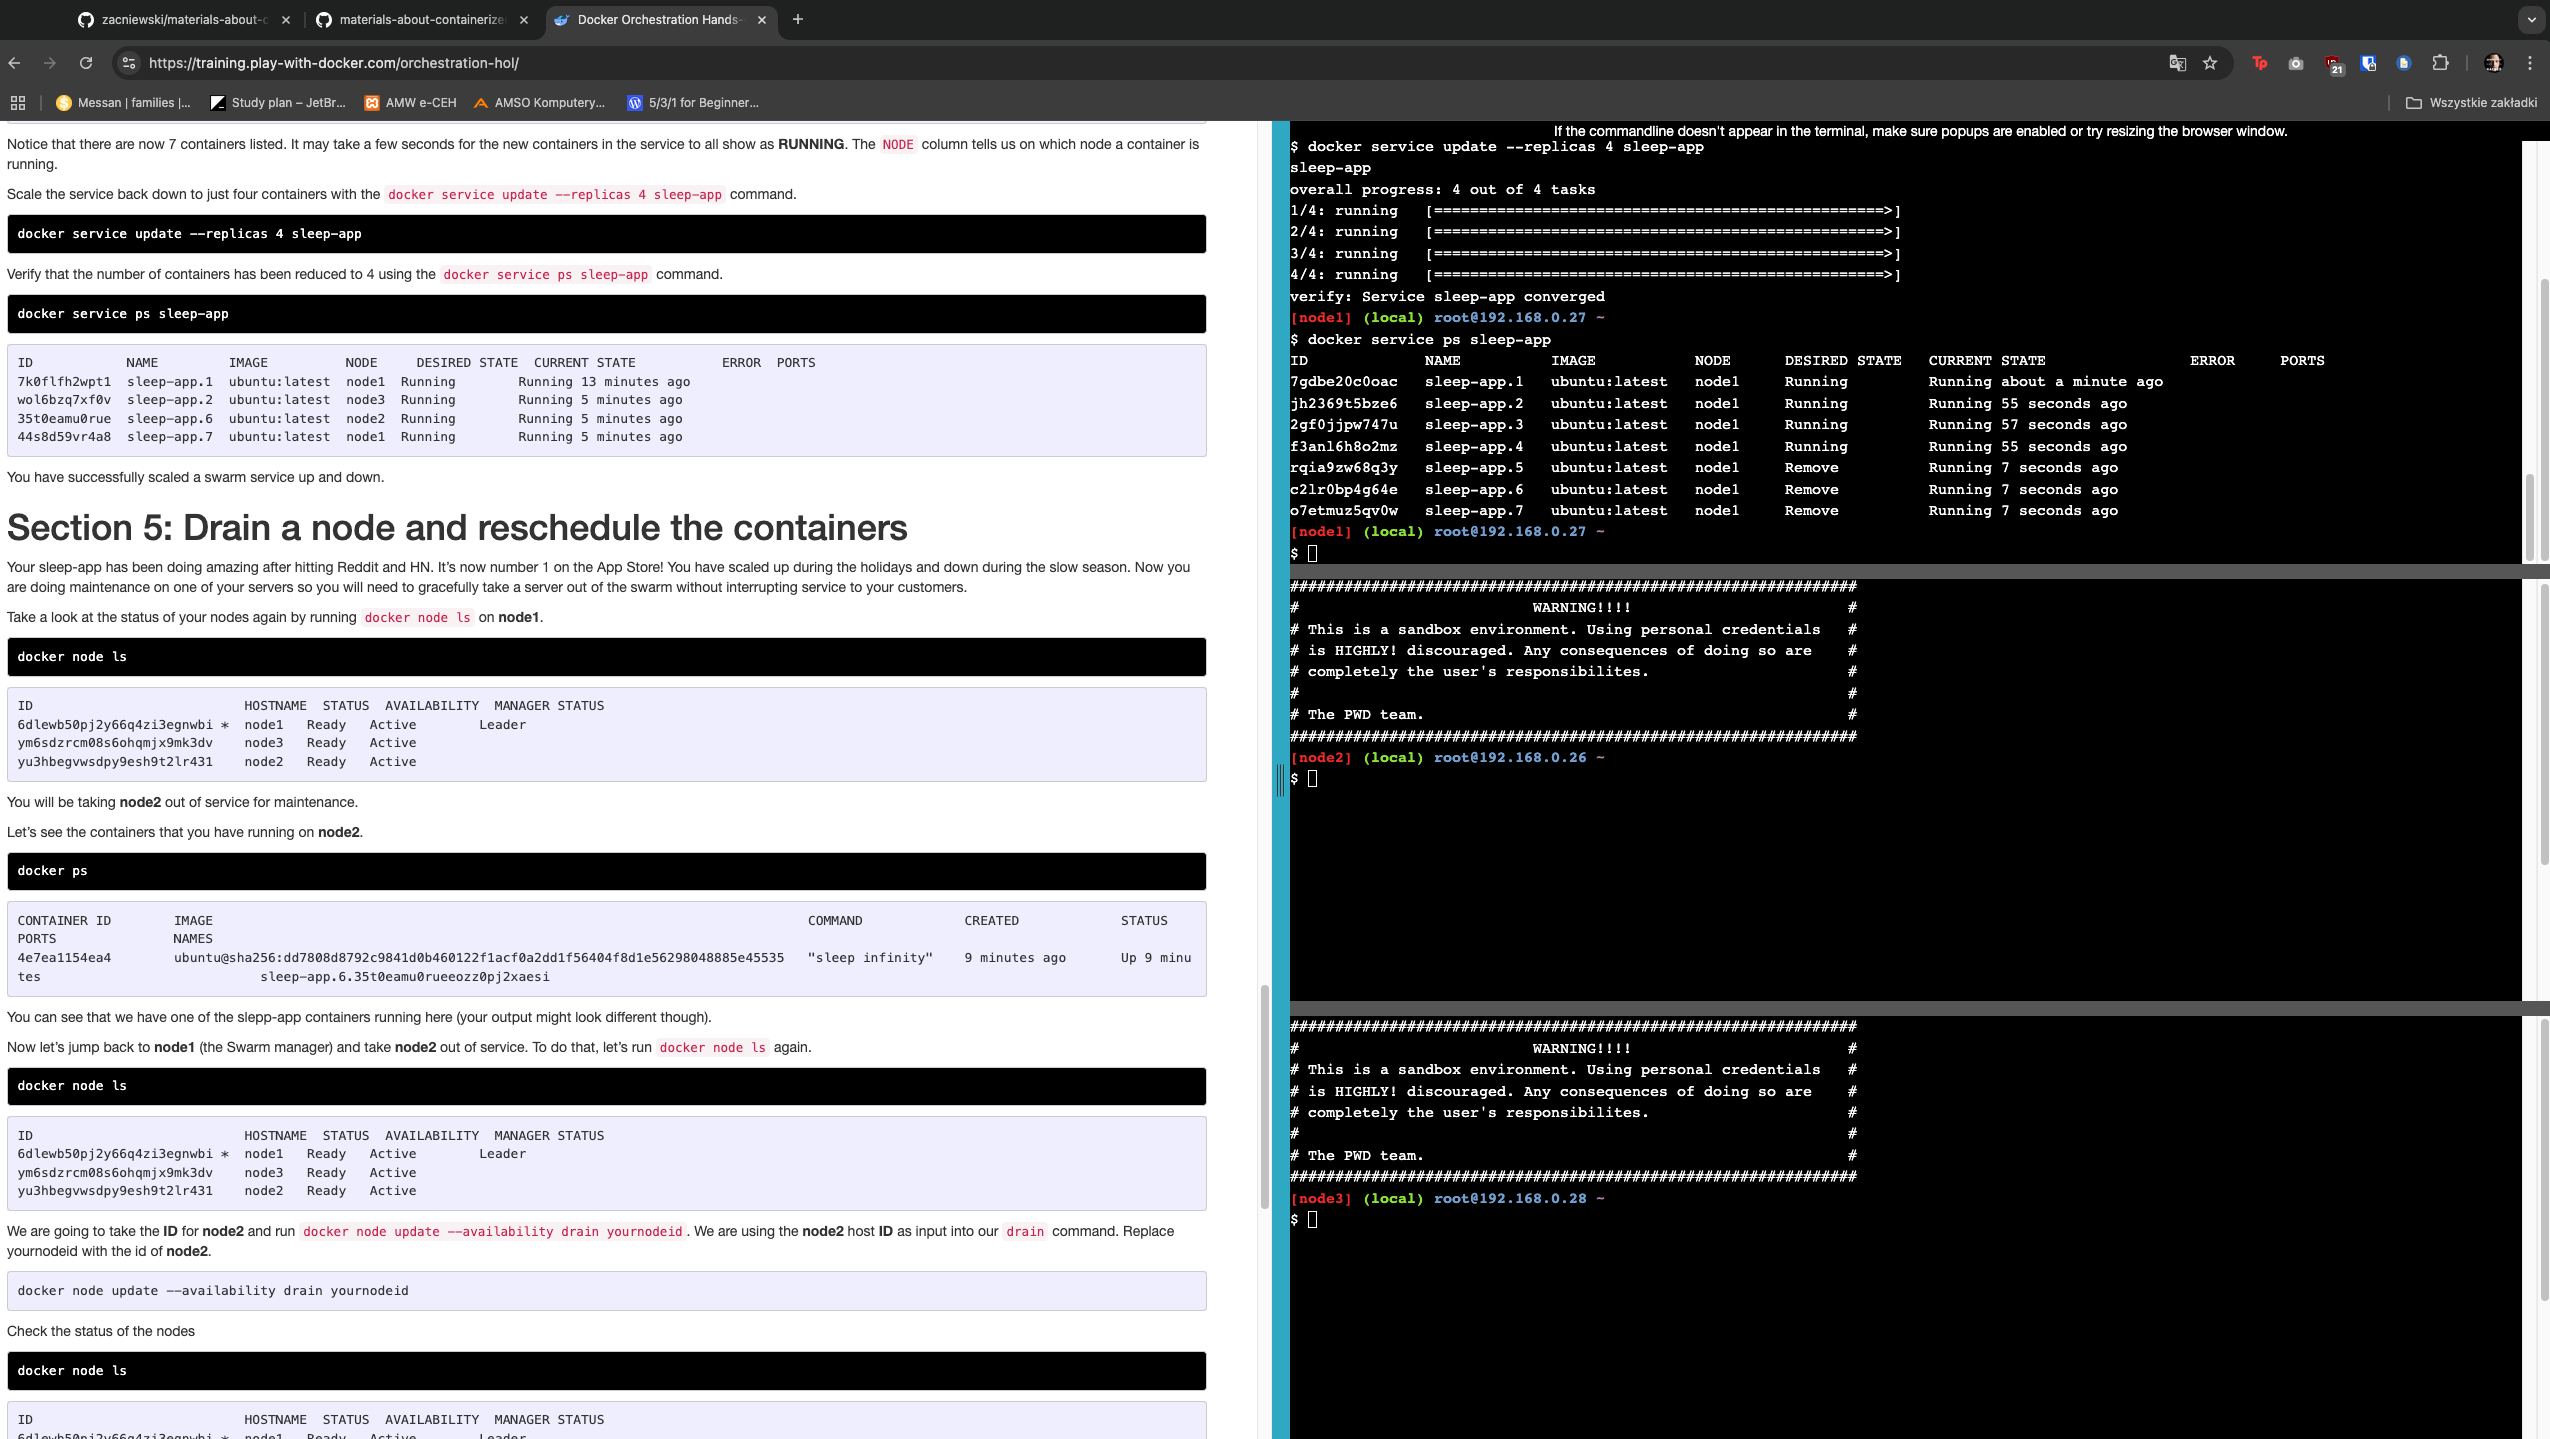 zacniewski/materials-about-c
materials-about-containerize
Docker Orchestration Hands-
https://training.play-with-docker.com/orchestration-hol/
21
Messan | families |...
Study plan – JetBr...
AMW e-CEH
AMSO Komputery...
5/3/1 for Beginner...
Wszystkie zakładki
Notice that there are now 7 containers listed. It may take a few seconds for the new containers in the service to all show as RUNNING. The NODE column tells us on which node a container is
running.
Scale the service back down to just four containers with the docker service update --replicas 4 sleep-app command.
docker service update --replicas 4 sleep-app
Verify that the number of containers has been reduced to 4 using the docker service ps sleep-app command.
docker service ps sleep-app
ID NAME IMAGE NODE DESIRED STATE CURRENT STATE ERROR PORTS
7k0flfh2wpt1 sleep-app.1 ubuntu:latest node1 Running Running 13 minutes ago
wol6bzq7xf0v sleep-app.2 ubuntu:latest node3 Running Running 5 minutes ago
35t0eamu0rue sleep-app.6 ubuntu:latest node2 Running Running 5 minutes ago
44s8d59vr4a8 sleep-app.7 ubuntu:latest node1 Running Running 5 minutes ago
You have successfully scaled a swarm service up and down.
Section 5: Drain a node and reschedule the containers
Your sleep-app has been doing amazing after hitting Reddit and HN. It's now number 1 on the App Store! You have scaled up during the holidays and down during the slow season. Now you
are doing maintenance on one of your servers so you will need to gracefully take a server out of the swarm without interrupting service to your customers.
Take a look at the status of your nodes again by running docker node ls on node1.
docker node ls
ID HOSTNAME STATUS AVAILABILITY MANAGER STATUS
6dlewb50pj2y66q4zi3egnwbi * node1 Ready Active Leader
ym6sdzrcm08s6ohqmjx9mk3dv node3 Ready Active
yu3hbegvwsdpy9esh9t2lr431 node2 Ready Active
You will be taking node2 out of service for maintenance.
Let's see the containers that you have running on node2.
docker ps
CONTAINER ID IMAGE COMMAND CREATED STATUS
PORTS NAMES
4e7ea1154ea4 ubuntu@sha256:dd7808d8792c9841d0b460122f1acf0a2dd1f56404f8d1e56298048885e45535 "sleep infinity" 9 minutes ago Up 9 minu
tes sleep-app.6.35t0eamu0rueeozz0pj2xaesi
You can see that we have one of the slepp-app containers running here (your output might look different though).
Now let's jump back to node1 (the Swarm manager) and take node2 out of service. To do that, let's run docker node ls again.
docker node ls
ID HOSTNAME STATUS AVAILABILITY MANAGER STATUS
6dlewb50pj2y66q4zi3egnwbi * node1 Ready Active Leader
ym6sdzrcm08s6ohqmjx9mk3dv node3 Ready Active
yu3hbegvwsdpy9esh9t2lr431 node2 Ready Active
We are going to take the ID for node2 and run docker node update --availability drain yournodeid. We are using the node2 host ID as input into our drain command. Replace
yournodeid with the id of node2.
docker node update --availability drain yournodeid
Check the status of the nodes
docker node ls
ID HOSTNAME STATUS AVAILABILITY MANAGER STATUS
6dlewb50pj2y66q4zi3egnwbi * node1 Ready Active Leader
If the commandline doesn't appear in the terminal, make sure popups are enabled or try resizing the browser window.
$ docker service update --replicas 4 sleep-app
sleep-app
overall progress: 4 out of 4 tasks
1/4: running [==================================================>]
2/4: running [==================================================>]
3/4: running [==================================================>]
4/4: running [==================================================>]
verify: Service sleep-app converged
[node1] (local) root@192.168.0.27 ~
$ docker service ps sleep-app
ID NAME IMAGE NODE DESIRED STATE CURRENT STATE ERROR PORTS
7gdbe20c0oac sleep-app.1 ubuntu:latest node1 Running Running about a minute ago
jh2369t5bze6 sleep-app.2 ubuntu:latest node1 Running Running 55 seconds ago
2gf0jjpw747u sleep-app.3 ubuntu:latest node1 Running Running 57 seconds ago
f3anl6h8o2mz sleep-app.4 ubuntu:latest node1 Running Running 55 seconds ago
rqia9zw68q3y sleep-app.5 ubuntu:latest node1 Remove Running 7 seconds ago
c2lr0bp4g64e sleep-app.6 ubuntu:latest node1 Remove Running 7 seconds ago
o7etmuz5qv0w sleep-app.7 ubuntu:latest node1 Remove Running 7 seconds ago
[node1] (local) root@192.168.0.27 ~
$
###############################################################
# WARNING!!!! #
# This is a sandbox environment. Using personal credentials #
# is HIGHLY! discouraged. Any consequences of doing so are #
# completely the user's responsibilites. #
# #
# The PWD team. #
###############################################################
[node2] (local) root@192.168.0.26 ~
$
###############################################################
# WARNING!!!! #
# This is a sandbox environment. Using personal credentials #
# is HIGHLY! discouraged. Any consequences of doing so are #
# completely the user's responsibilites. #
# #
# The PWD team. #
###############################################################
[node3] (local) root@192.168.0.28 ~
$